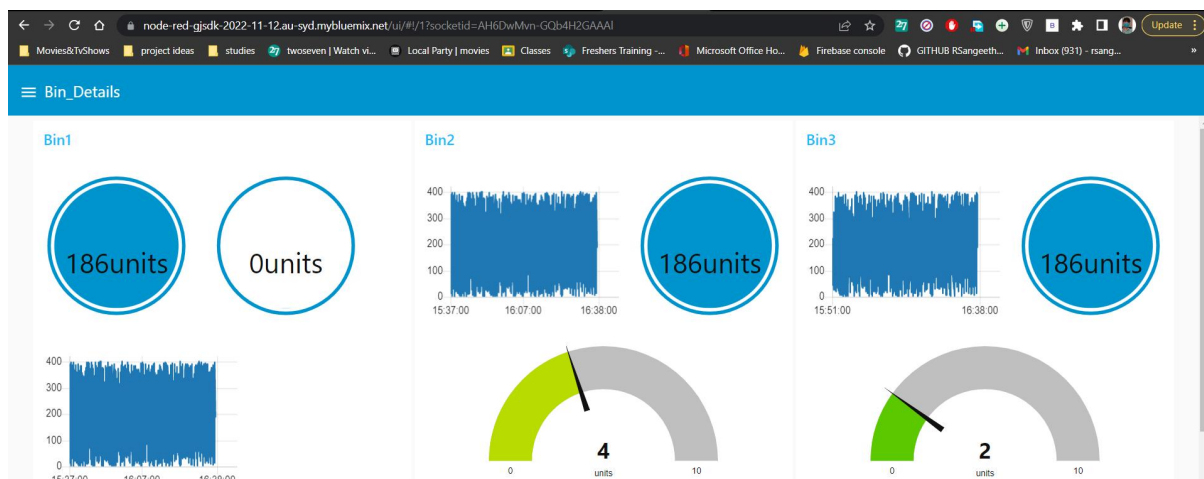 node-red-gjsdk-2022-11-12.au-syd.mybluemix.net/ui/#!/1?socketid=AH6DwMvn-GQb4H2GAAAl
Update
Movies&TvShows project ideas studies 27 twoseven | Watch vi... Local Party | movies Classes Freshers Training -... Microsoft Office Ho... Firebase console GITHUB RSangeeth... Inbox (931) – rsang... »
Bin_Details
Bin1
186units
0units
400
300
200
100
0
15:37:00 16:07:00 16:38:00
Bin2
400
300
200
100
0
15:37:00 16:07:00 16:38:00
186units
4
units
0 10
Bin3
400
300
200
100
0
15:51:00 16:38:00
186units
2
units
0 10